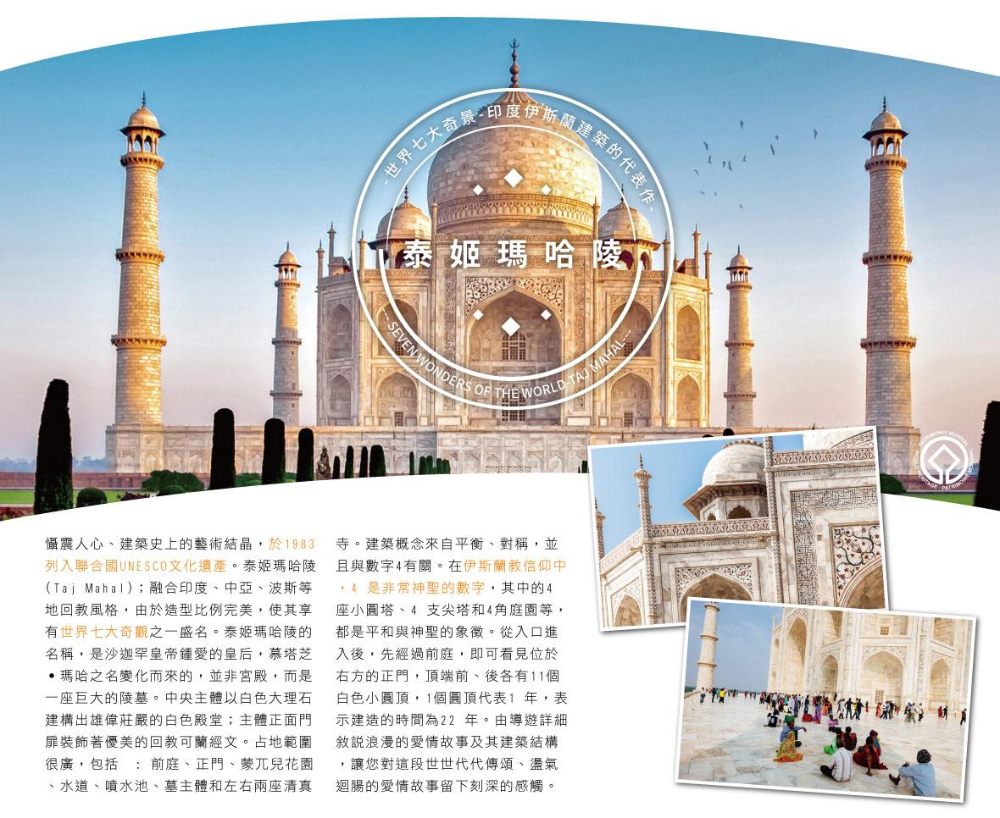 -世界七大奇景-印度伊斯蘭建築的代表作-
泰姬瑪哈陵
---SEVEN WONDERS OF THE WORLD-TAJ MAHAL---
PATRIMONIO MUNDIAL
WORLD HERITAGE · PATRIMOINE MONDIAL
懾震人心、建築史上的藝術結晶，於1983
列入聯合國UNESCO文化遺產。泰姬瑪哈陵
(Taj Mahal)；融合印度、中亞、波斯等
地回教風格，由於造型比例完美，使其享
有世界七大奇觀之一盛名。泰姬瑪哈陵的
名稱，是沙迦罕皇帝鍾愛的皇后，慕塔芝
•瑪哈之名變化而來的，並非宮殿，而是
一座巨大的陵墓。中央主體以白色大理石
建構出雄偉莊嚴的白色殿堂；主體正面門
扉裝飾著優美的回教可蘭經文。占地範圍
很廣，包括 : 前庭、正門、蒙兀兒花園
、水道、噴水池、墓主體和左右兩座清真
寺。建築概念來自平衡、對稱，並
且與數字4有關。在伊斯蘭教信仰中
，4 是非常神聖的數字，其中的4
座小圓塔、4 支尖塔和4角庭園等，
都是平和與神聖的象徵。從入口進
入後，先經過前庭，即可看見位於
右方的正門，頂端前、後各有11個
白色小圓頂，1個圓頂代表1 年，表
示建造的時間為22 年。由導遊詳細
敘說浪漫的愛情故事及其建築結構
，讓您對這段世世代代傳頌、盪氣
迴腸的愛情故事留下刻深的感觸。